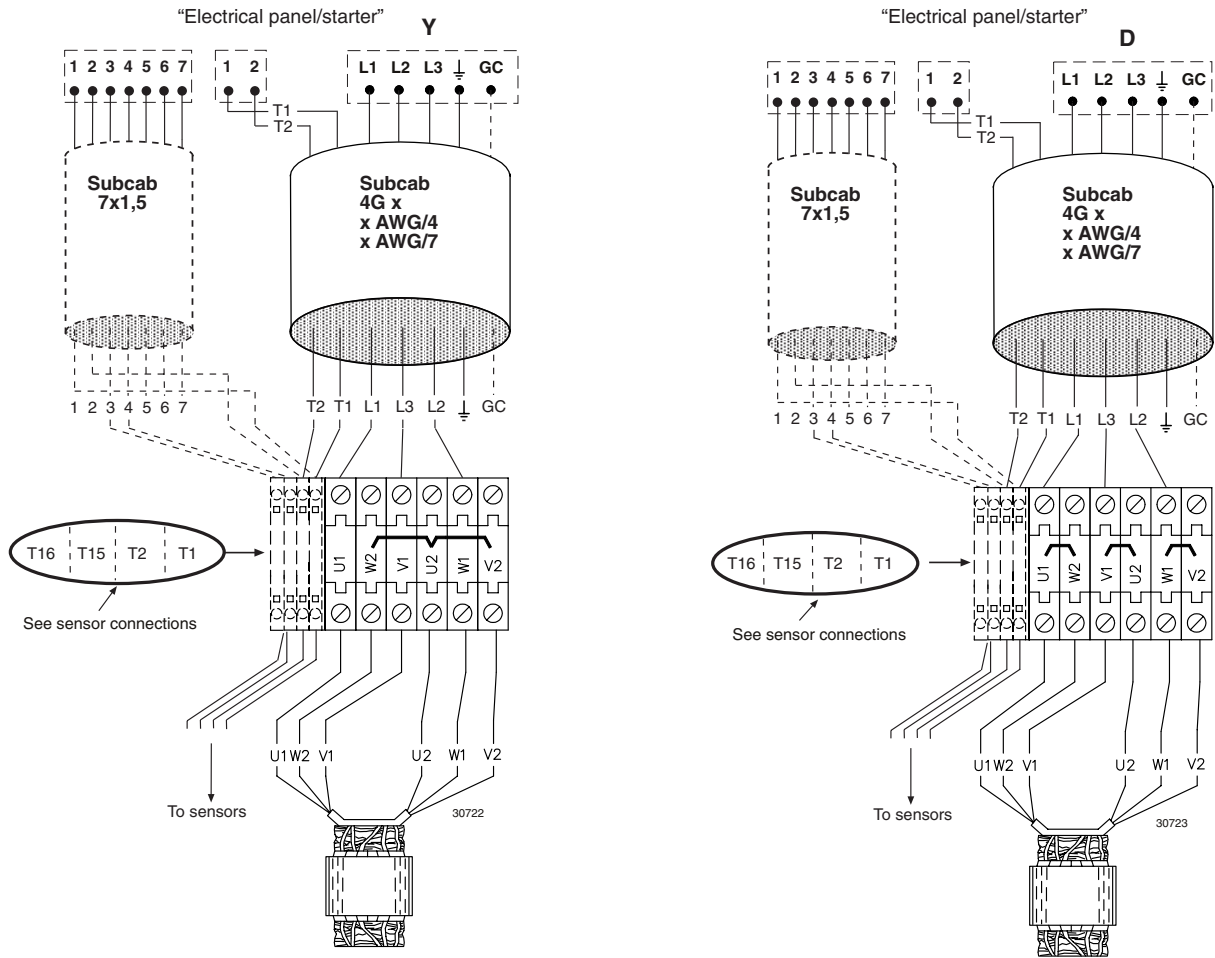 “Electrical panel/starter”
Y
1 2 3 4 5 6 7
1 2
L1 L2 L3 ⏚ GC
T1
T2
Subcab
7x1,5
Subcab
4G x
x AWG/4
x AWG/7
1 2 3 4 5 6 7
T2 T1 L1 L3 L2 ⏚ GC
T16 T15 T2 T1
U1 W2 V1 U2 W1 V2
See sensor connections
U1 W2 V1 U2 W1 V2
To sensors
30722
“Electrical panel/starter”
D
1 2 3 4 5 6 7
1 2
L1 L2 L3 ⏚ GC
T1
T2
Subcab
7x1,5
Subcab
4G x
x AWG/4
x AWG/7
1 2 3 4 5 6 7
T2 T1 L1 L3 L2 ⏚ GC
T16 T15 T2 T1
U1 W2 V1 U2 W1 V2
See sensor connections
U1 W2 V1 U2 W1 V2
To sensors
30723